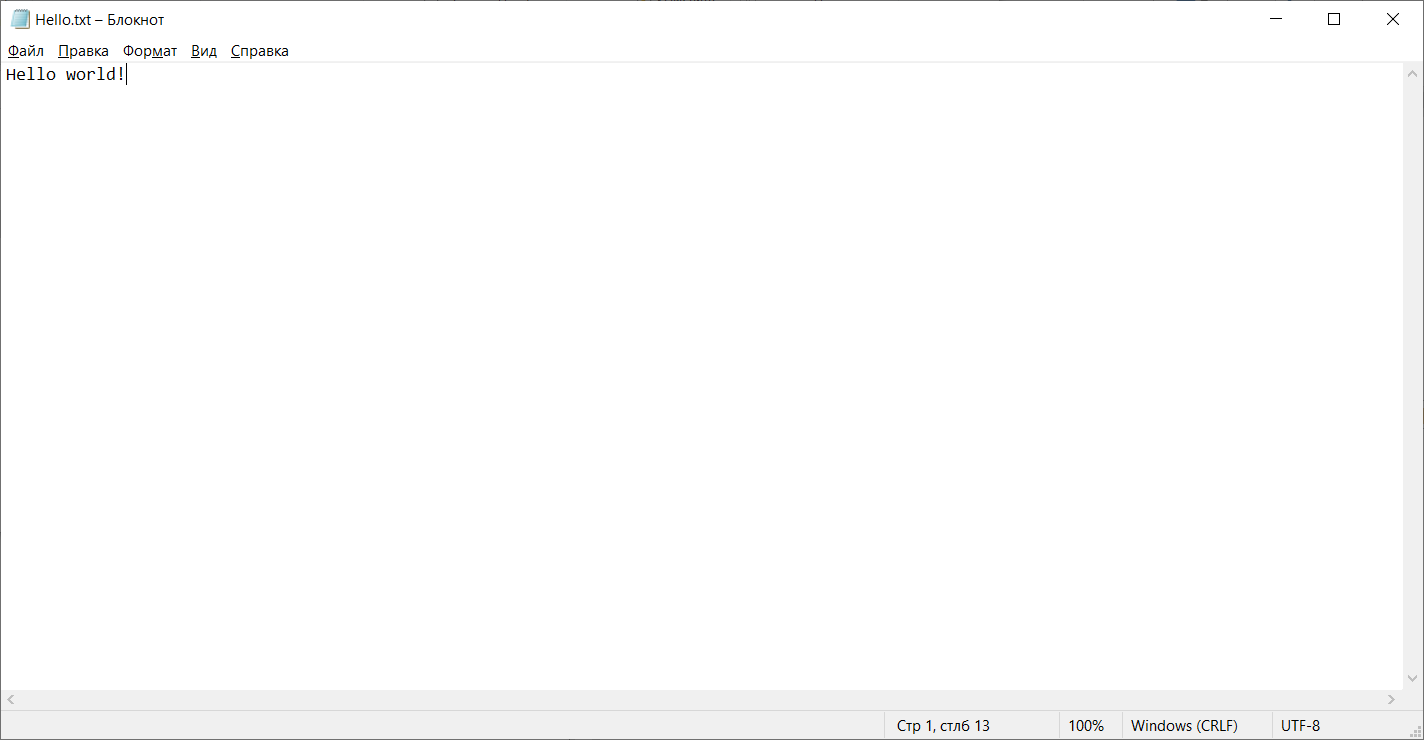 Hello.txt – Блокнот
Файл Правка Формат Вид Справка
Hello world!
Стр 1, стлб 13 100% Windows (CRLF) UTF-8